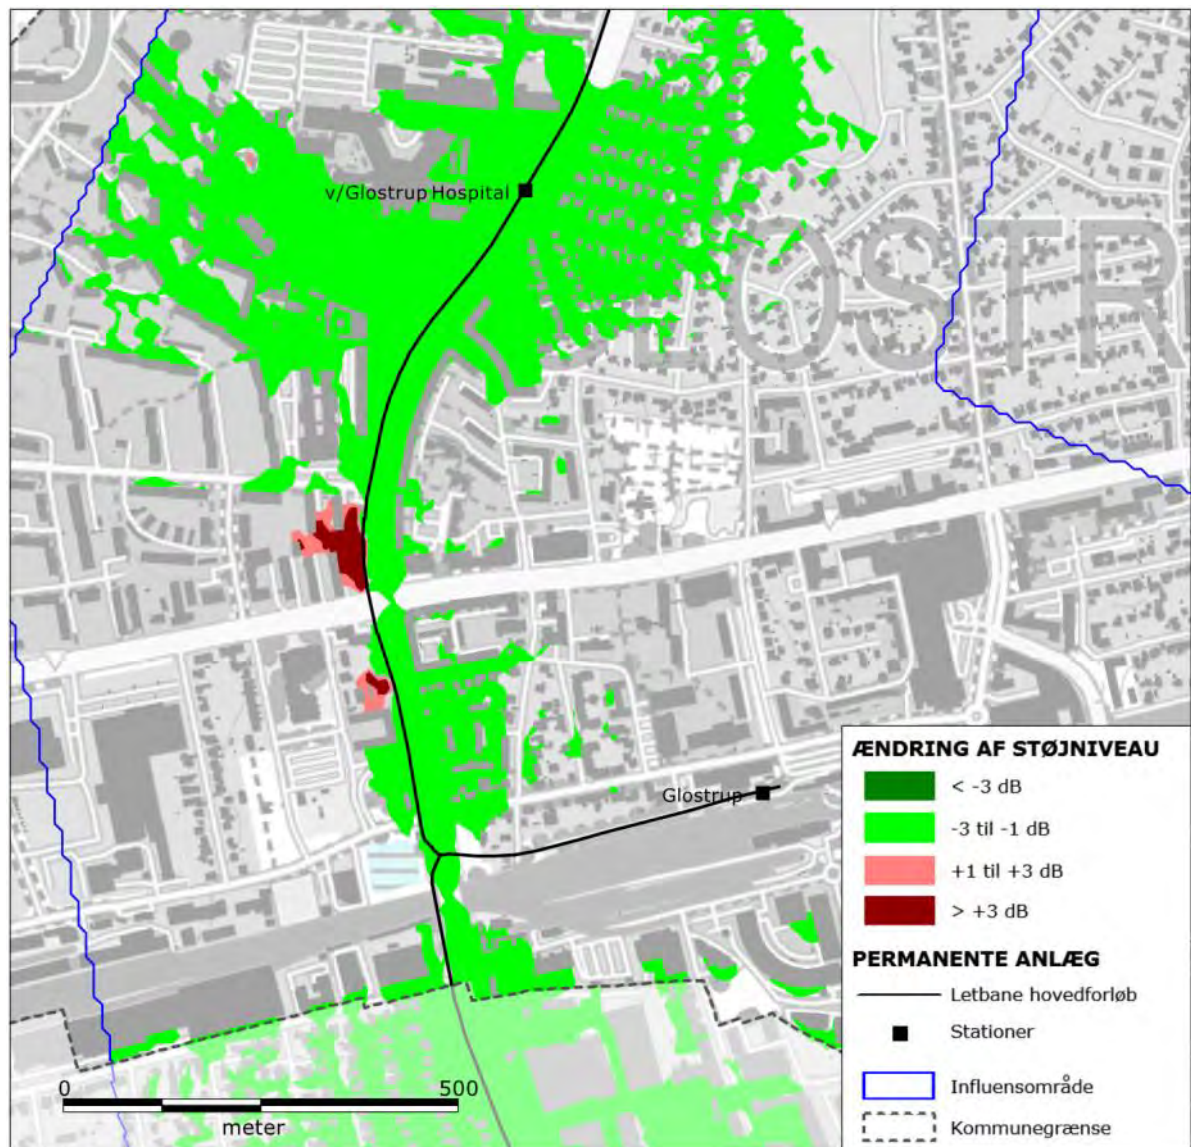 v/Glostrup Hospital
OSTR
Glostrup
ÆNDRING AF STØJNIVEAU
< -3 dB
-3 til -1 dB
+1 til +3 dB
> +3 dB
PERMANENTE ANLÆG
Letbane hovedforløb
Stationer
Influensområde
Kommunegrænse
0 500
meter